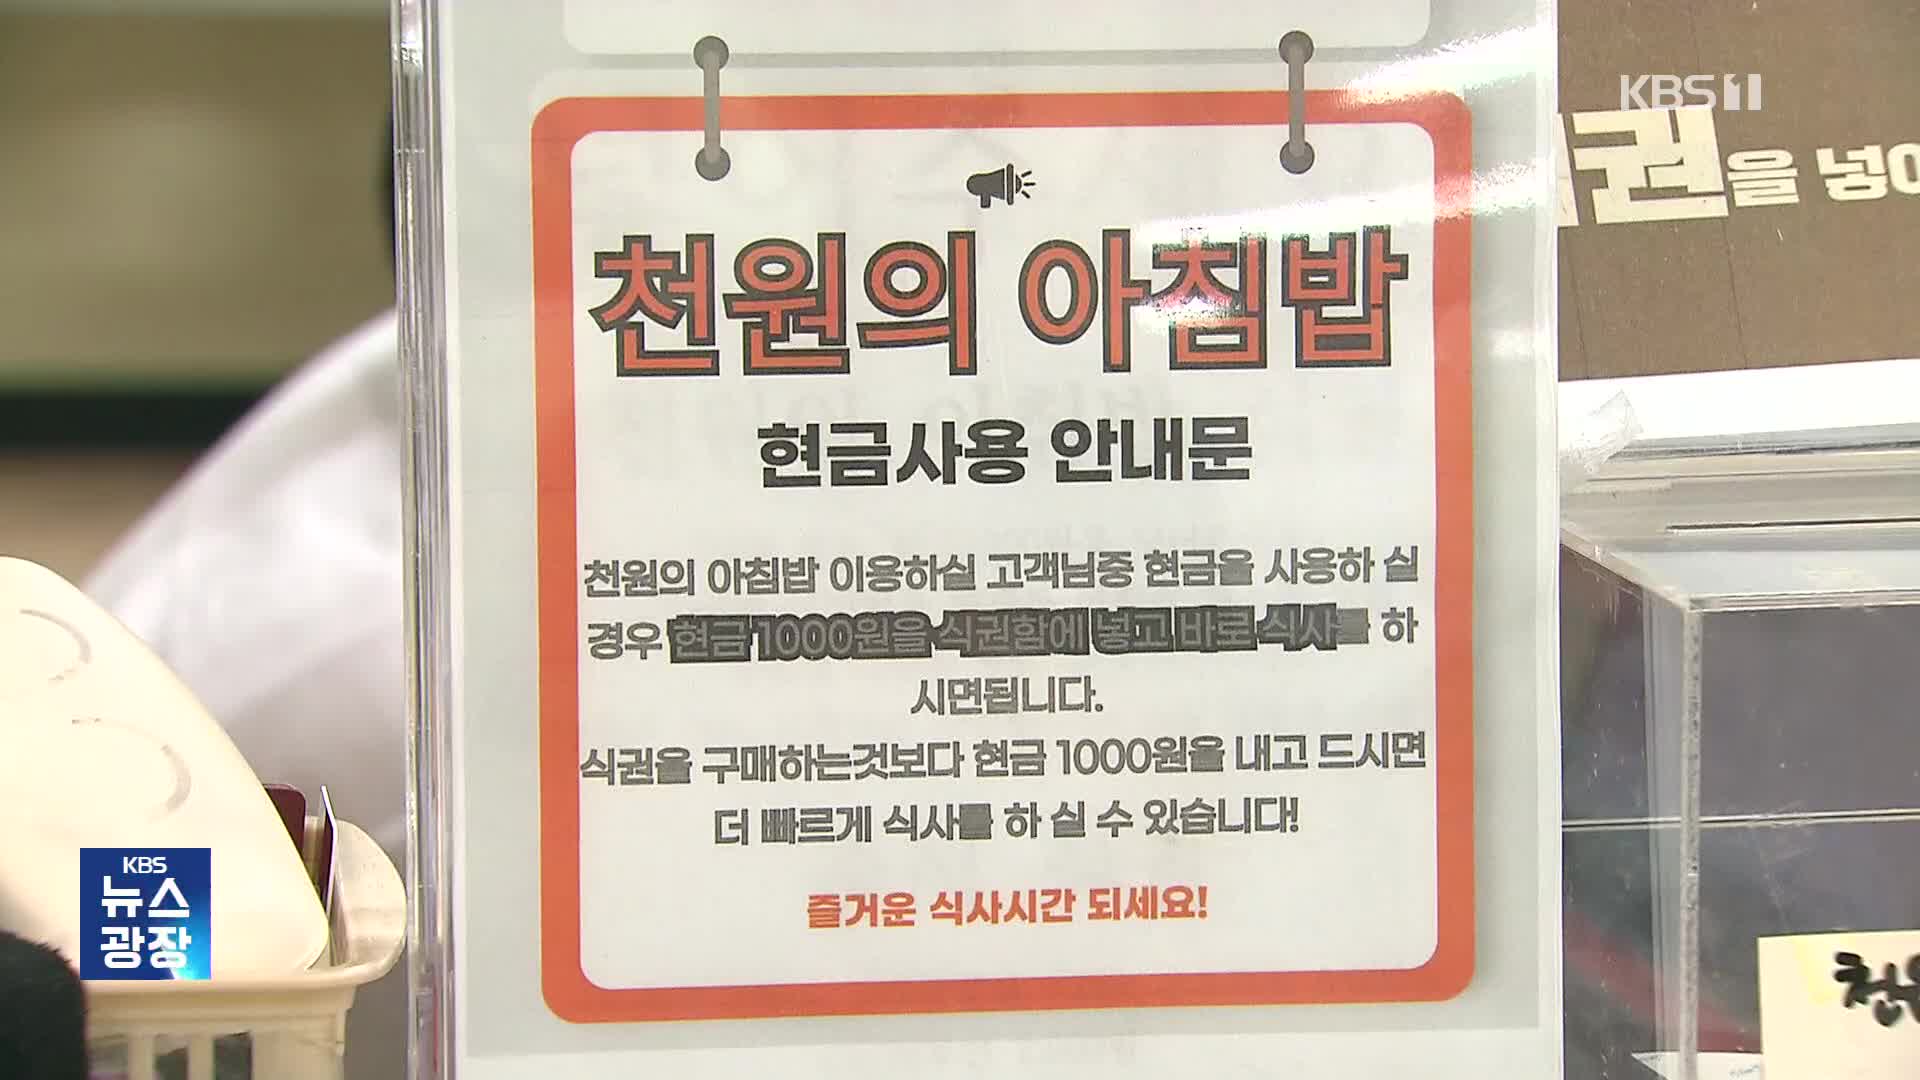 KBS 1
권을 넣어
천원의 아침밥
현금사용 안내문
천원의 아침밥 이용하실 고객님중 현금을 사용하 실
경우 현금 1000원을 식권함에 넣고 바로 식사를 하
시면됩니다.
식권을 구매하는것보다 현금 1000원을 내고 드시면
더 빠르게 식사를 하 실 수 있습니다!
즐거운 식사시간 되세요!
KBS
뉴스
광장
천원